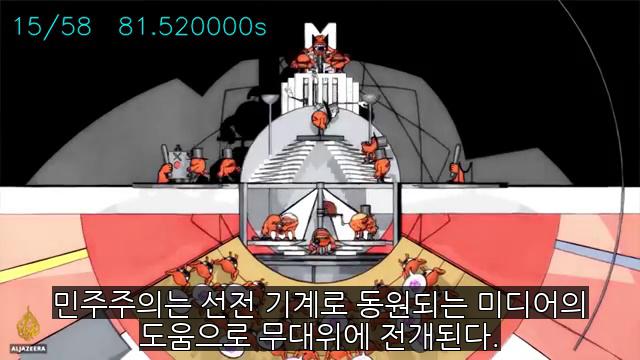 15/58 81.520000s
M
민주주의는 선전 기계로 동원되는 미디어의
도움으로 무대위에 전개된다.
ALJAZEERA